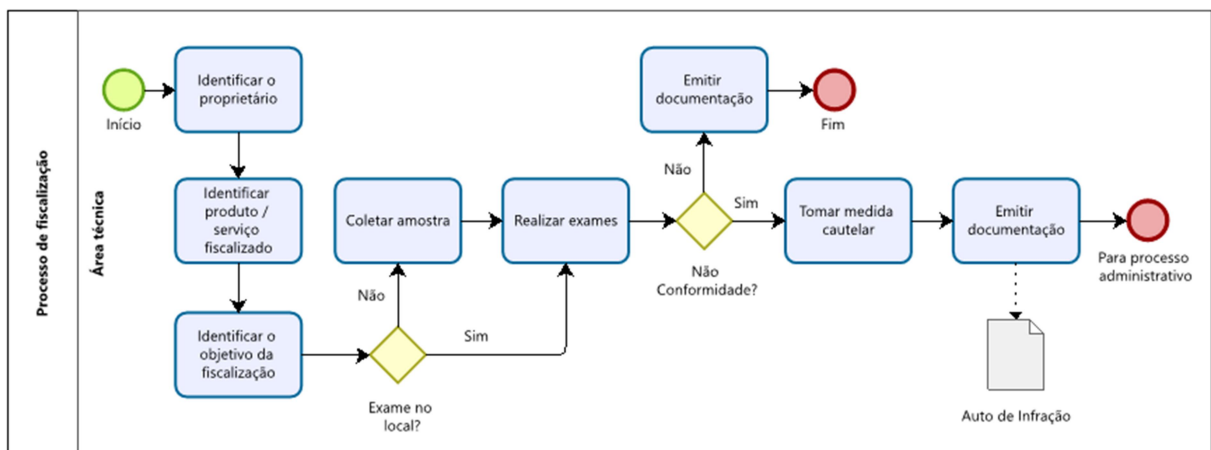 Processo de fiscalização
Área técnica
Início
Identificar o
proprietário
Identificar
produto /
serviço
fiscalizado
Identificar o
objetivo da
fiscalização
Exame no
local?
Não
Sim
Coletar amostra
Realizar exames
Não
Conformidade?
Não
Emitir
documentação
Fim
Sim
Tomar medida
cautelar
Emitir
documentação
Para processo
administrativo
Auto de Infração